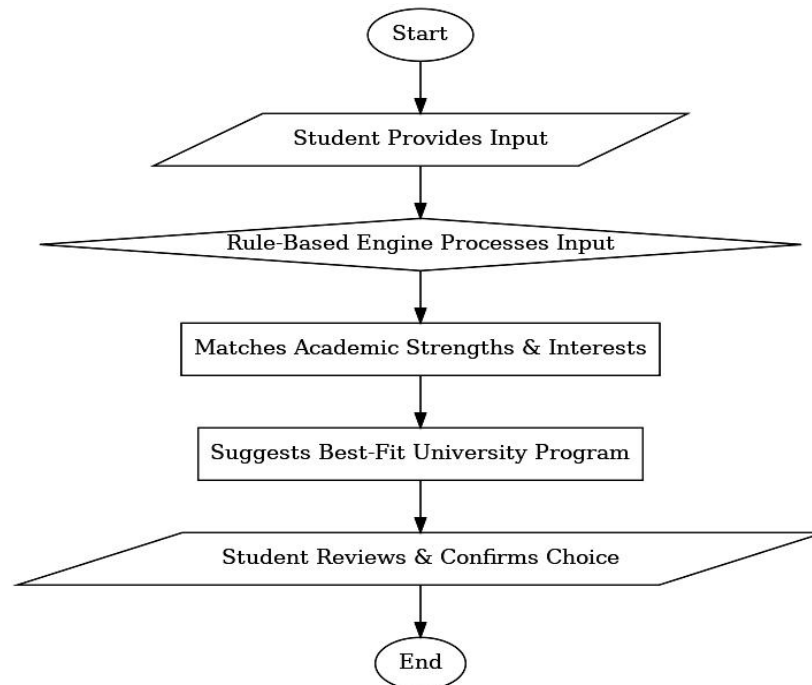 Start
Student Provides Input
Rule-Based Engine Processes Input
Matches Academic Strengths & Interests
Suggests Best-Fit University Program
Student Reviews & Confirms Choice
End